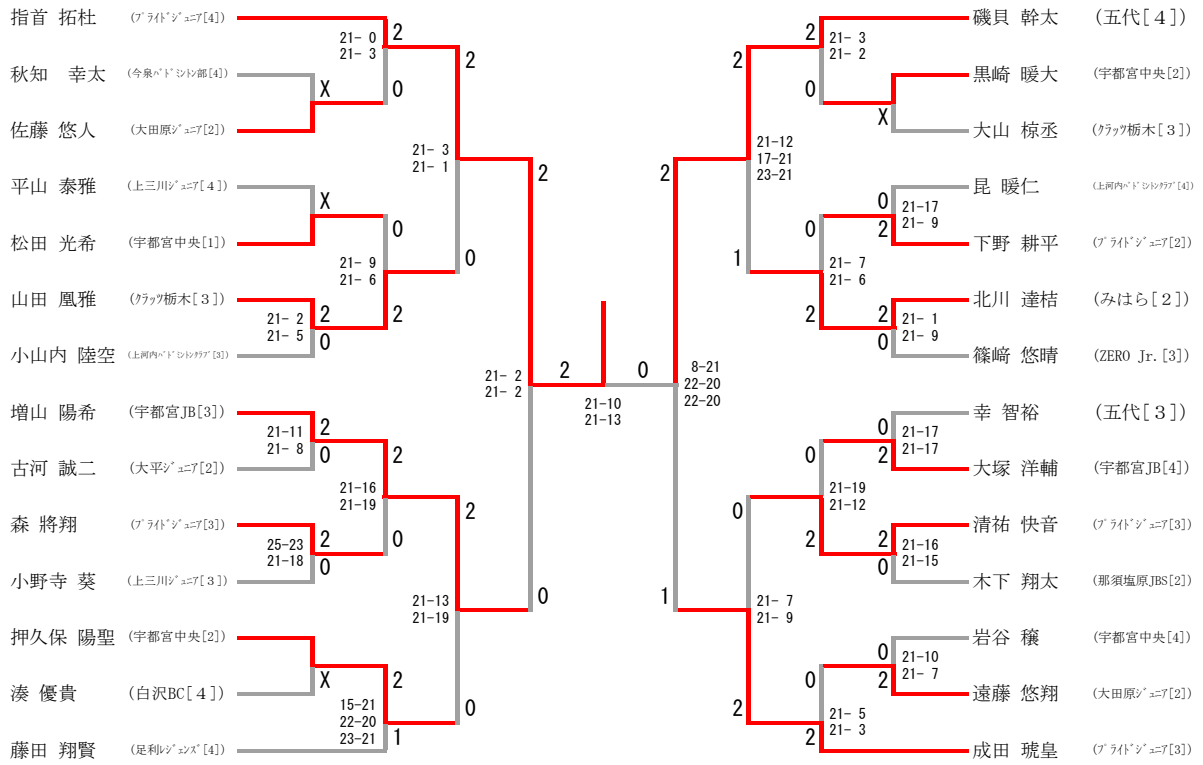 指首 拓杜 (ﾌﾟﾗｲﾄﾞｼﾞｭﾆｱ[4])
秋知 幸太 (今泉ﾊﾞﾄﾞﾐﾝﾄﾝ部[4])
佐藤 悠人 (大田原ｼﾞｭﾆｱ[2])
平山 泰雅 (上三川ｼﾞｭﾆｱ[４])
松田 光希 (宇都宮中央[1])
山田 凰雅 (ｸﾗｯﾂ栃木[３])
小山内 陸空 (上河内ﾊﾞﾄﾞﾐﾝﾄﾝｸﾗﾌﾞ[3])
増山 陽希 (宇都宮JB[3])
古河 誠二 (大平ｼﾞｭﾆｱ[2])
森 將翔 (ﾌﾟﾗｲﾄﾞｼﾞｭﾆｱ[3])
小野寺 葵 (上三川ｼﾞｭﾆｱ[３])
押久保 陽聖 (宇都宮中央[2])
湊 優貴 (白沢BC[４])
藤田 翔賢 (足利ﾚｼﾞｪﾝｽﾞ[4])
21- 0
21- 3
2
0
X
X
21- 9
21- 6
0
2
21- 2
21- 5
2
0
21- 3
21- 1
2
0
21-11
21- 8
2
0
21-16
21-19
2
0
25-23
21-18
2
0
21-13
21-19
2
0
X
15-21
22-20
23-21
2
1
21- 2
21- 2
2
0
2
0
21-10
21-13
8-21
22-20
22-20
2
1
21-12
17-21
23-21
2
1
2
0
21- 3
21- 2
X
0
2
21-17
21- 9
0
2
21- 7
21- 6
2
0
21- 1
21- 9
0
2
21- 7
21- 9
0
2
21-17
21-17
0
2
21-19
21-12
2
0
21-16
21-15
0
2
21-10
21- 7
0
2
21- 5
21- 3
磯貝 幹太 (五代[４])
黒崎 暖大 (宇都宮中央[2])
大山 椋丞 (ｸﾗｯﾂ栃木[３])
昆 暖仁 (上河内ﾊﾞﾄﾞﾐﾝﾄﾝｸﾗﾌﾞ[4])
下野 耕平 (ﾌﾟﾗｲﾄﾞｼﾞｭﾆｱ[2])
北川 達桔 (みはら[２])
篠﨑 悠晴 (ZERO Jr.[3])
幸 智裕 (五代[３])
大塚 洋輔 (宇都宮JB[4])
清祐 快音 (ﾌﾟﾗｲﾄﾞｼﾞｭﾆｱ[3])
木下 翔太 (那須塩原JBS[2])
岩谷 穣 (宇都宮中央[4])
遠藤 悠翔 (大田原ｼﾞｭﾆｱ[2])
成田 琥皇 (ﾌﾟﾗｲﾄﾞｼﾞｭﾆｱ[3])